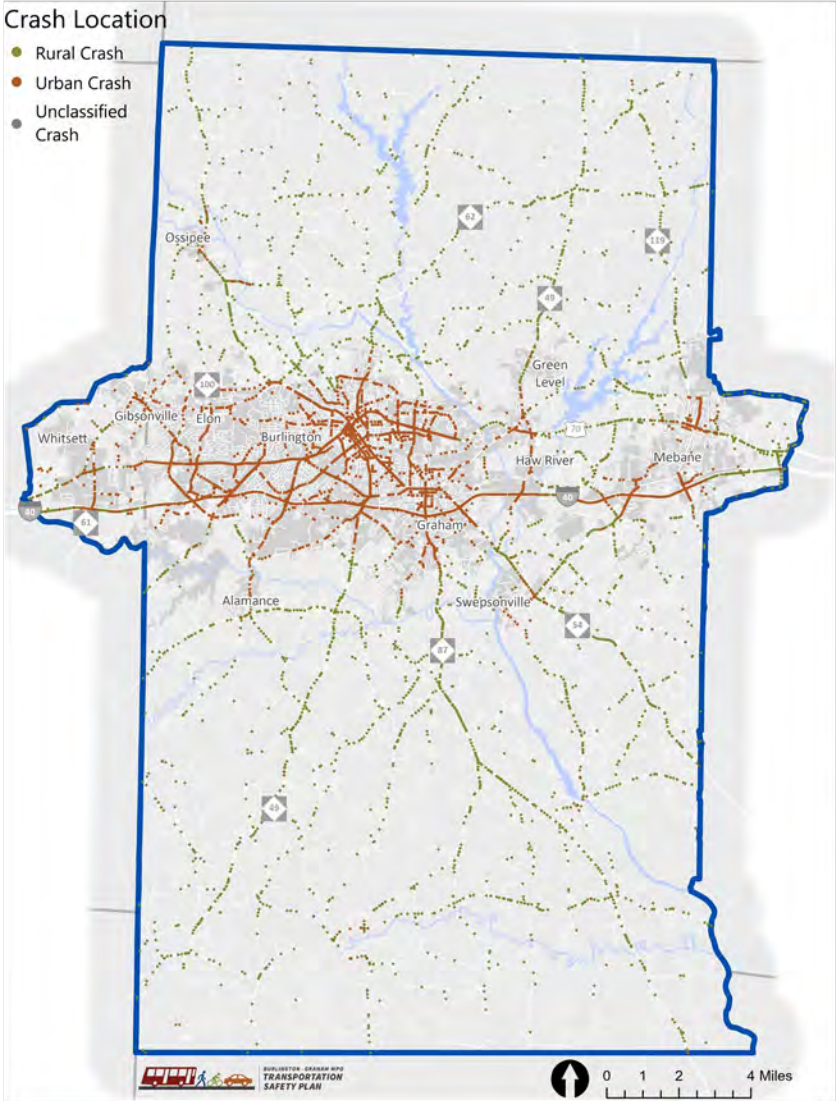 Crash Location
Rural Crash
Urban Crash
Unclassified
Crash
62
Ossipee
119
49
Green
Level
100
Gibsonville
Elon
70
Whitsett
Burlington
Haw River
Mebane
40
40
61
Graham
Alamance
Swepsonville
54
87
49
BURLINGTON - GRAHAM MPO
TRANSPORTATION
SAFETY PLAN
0 1 2 4 Miles